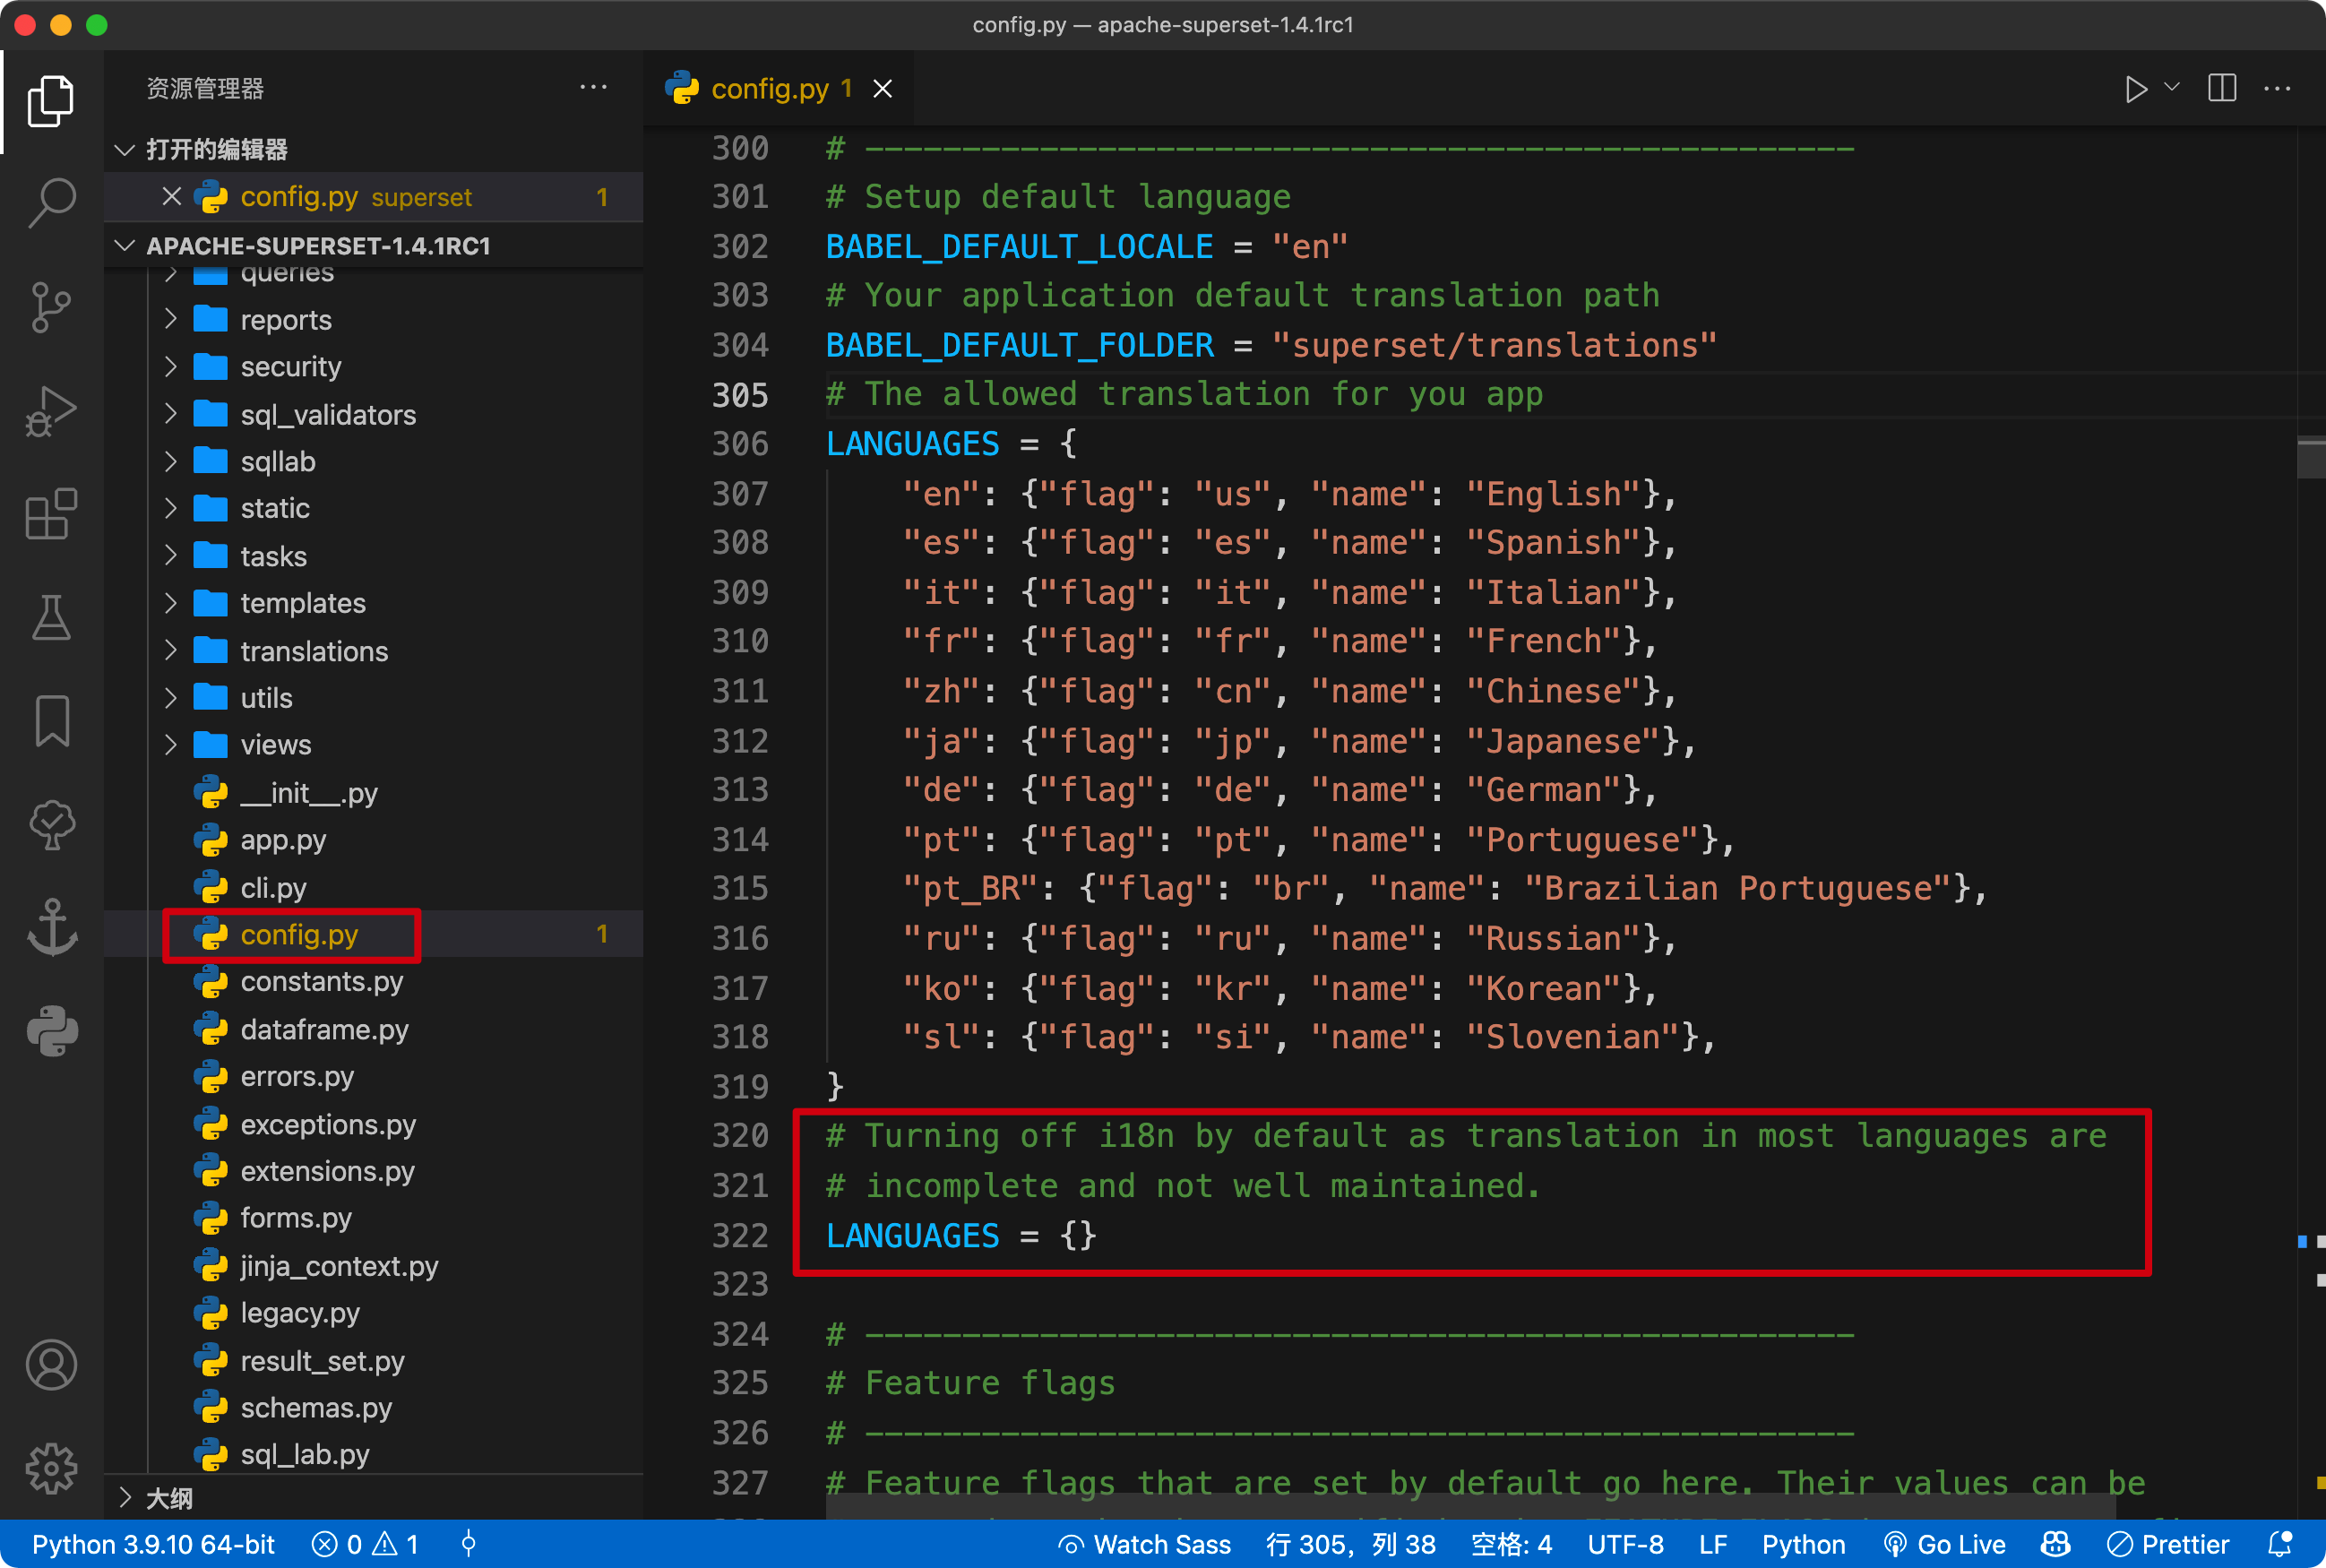 config.py — apache-superset-1.4.1rc1
资源管理器
打开的编辑器
config.py superset 1
APACHE-SUPERSET-1.4.1RC1
queries
reports
security
sql_validators
sqllab
static
tasks
templates
translations
utils
views
__init__.py
app.py
cli.py
config.py 1
constants.py
dataframe.py
errors.py
exceptions.py
extensions.py
forms.py
jinja_context.py
legacy.py
result_set.py
schemas.py
sql_lab.py
大纲
config.py 1
300 # ---------------------------------------------------
301 # Setup default language
302 BABEL_DEFAULT_LOCALE = "en"
303 # Your application default translation path
304 BABEL_DEFAULT_FOLDER = "superset/translations"
305 # The allowed translation for you app
306 LANGUAGES = {
307 "en": {"flag": "us", "name": "English"},
308 "es": {"flag": "es", "name": "Spanish"},
309 "it": {"flag": "it", "name": "Italian"},
310 "fr": {"flag": "fr", "name": "French"},
311 "zh": {"flag": "cn", "name": "Chinese"},
312 "ja": {"flag": "jp", "name": "Japanese"},
313 "de": {"flag": "de", "name": "German"},
314 "pt": {"flag": "pt", "name": "Portuguese"},
315 "pt_BR": {"flag": "br", "name": "Brazilian Portuguese"},
316 "ru": {"flag": "ru", "name": "Russian"},
317 "ko": {"flag": "kr", "name": "Korean"},
318 "sl": {"flag": "si", "name": "Slovenian"},
319 }
320 # Turning off i18n by default as translation in most languages are
321 # incomplete and not well maintained.
322 LANGUAGES = {}
323
324 # ---------------------------------------------------
325 # Feature flags
326 # ---------------------------------------------------
327 # Feature flags that are set by default go here. Their values can be
Python 3.9.10 64-bit 0 1 Watch Sass 行 305，列 38 空格: 4 UTF-8 LF Python Go Live Prettier